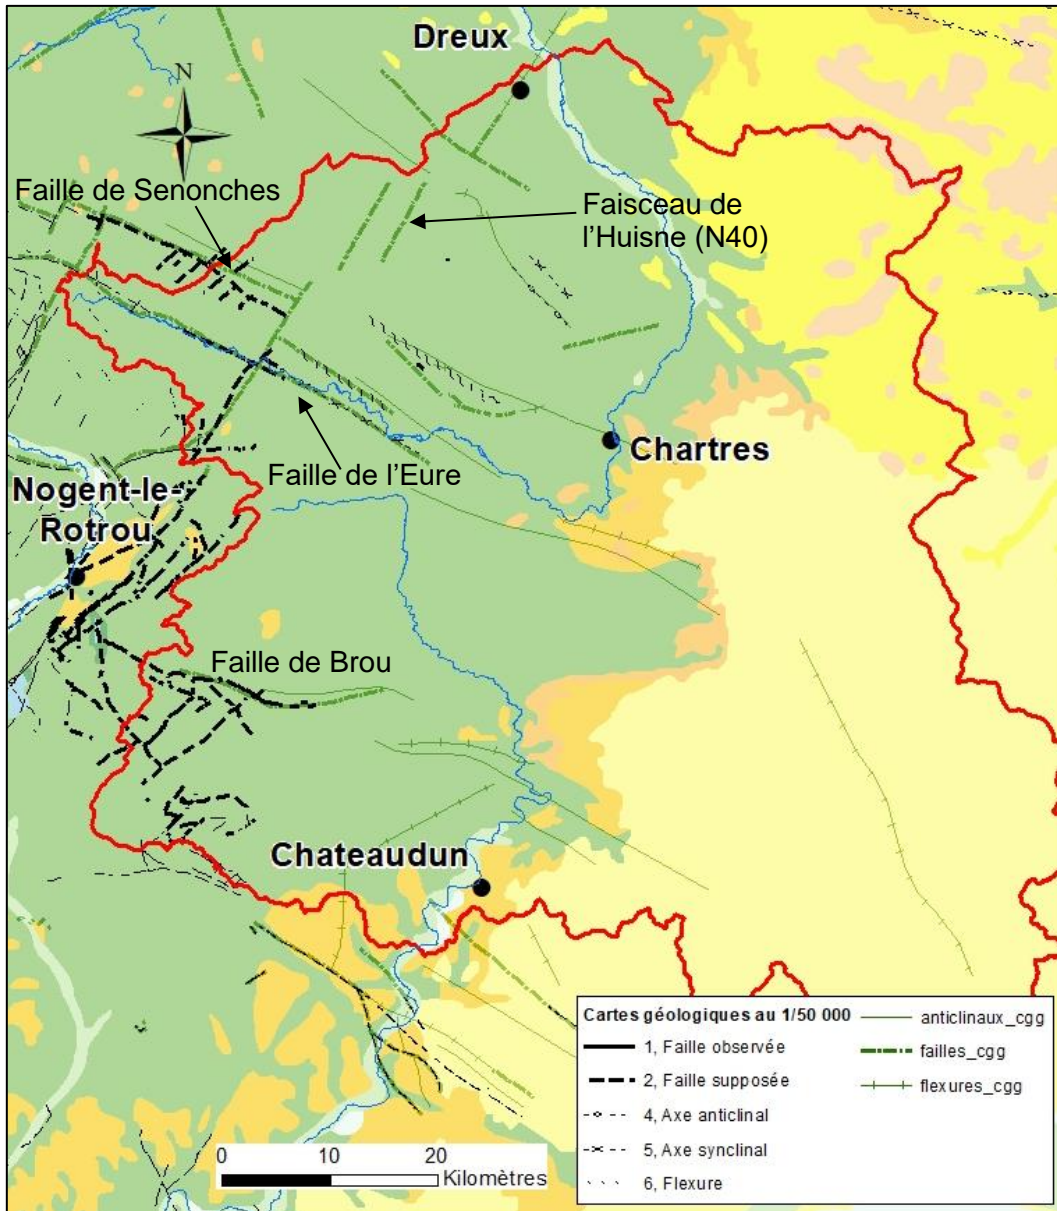 Dreux
N
Faille de Senonches
Faisceau de
l'Huisne (N40)
Chartres
Faille de l'Eure
Nogent-le-
Rotrou
Faille de Brou
Chateaudun
0 10 20
Kilomètres
Cartes géologiques au 1/50 000
1, Faille observée
2, Faille supposée
4, Axe anticlinal
5, Axe synclinal
6, Flexure
anticlinaux_cgg
failles_cgg
flexures_cgg